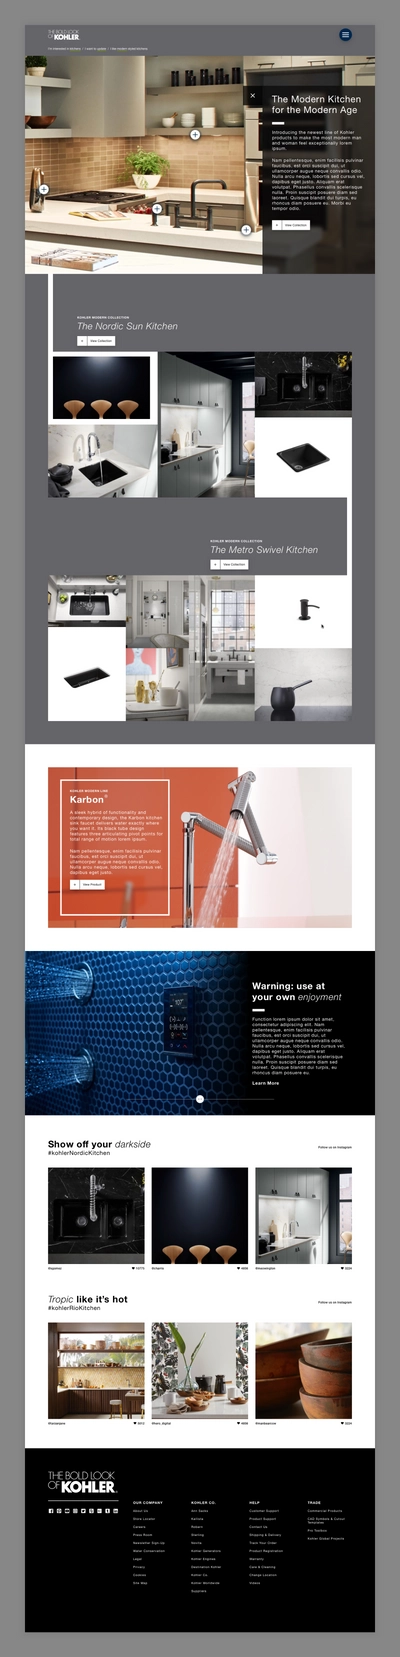 THE BOLD LOOK
OF KOHLER.
I'm interested in kitchens / I want to update / I like modern styled kitchens
The Modern Kitchen
for the Modern Age
Introducing the newest line of Kohler
products to make the most modern man
and woman feel exceptionally lorem
ipsum.
Nam pellentesque, enim facilisis pulvinar
faucibus, est orci suscipit dui, ut
ullamcorper augue neque convallis odio.
Nulla arcu neque, lobortis sed cursus vel,
dapibus eget justo. Aliquam erat
volutpat. Phasellus convallis scelerisque
nulla. Proin suscipit posuere diam sed
laoreet. Quisque blandit dui turpis, eu
rhoncus diam posuere eu. Morbi eu
tempor odio.
View Collection
KOHLER MODERN COLLECTION
The Nordic Sun Kitchen
View Collection
KOHLER MODERN COLLECTION
The Metro Swivel Kitchen
View Collection
Karbon®
A sleek hybrid of functionality and
contemporary design, the Karbon kitchen
sink faucet delivers water exactly where
you want it. Its black tube design
features three articulating pivot points for
total range of motion lorem ipsum.
Nam pellentesque, enim facilisis pulvinar
faucibus, est orci suscipit dui, ut
ullamcorper augue neque convallis odio.
Nulla arcu neque, lobortis sed cursus vel,
dapibus eget justo.
View Product
Warning: use at
your own enjoyment
Function lorem ipsum dolor sit amet,
consectetur adipiscing elit. Nam
pellentesque, enim facilisis pulvinar
faucibus, est orci suscipit dui, ut
ullamcorper augue neque convallis odio.
Nulla arcu neque, lobortis sed cursus vel,
dapibus eget justo. Aliquam erat
volutpat. Phasellus convallis scelerisque
nulla. Proin suscipit posuere diam sed
laoreet. Quisque blandit dui turpis, eu
rhoncus diam posuere eu.
Learn More
Show off your darkside
#kohlerNordicKitchen
Follow us on Instagram
Tropic like it's hot
#kohlerRioKitchen
Follow us on Instagram
THE BOLD LOOK
OF KOHLER.
OUR COMPANY
About Us
Store Locator
Careers
Press Room
Newsletter Sign-Up
Water Conservation
Legal
Privacy
Cookies
Site Map
KOHLER CO.
Ann Sacks
Kallista
Robern
Sterling
Kohler Generators
Kohler Engines
Destination Kohler
Kohler Co.
Kohler Worldwide
Suppliers
HELP
Customer Support
Product Support
Contact Us
Shipping & Delivery
Track Your Order
Product Registration
Warranty
Care & Cleaning
Change Location
Videos
TRADE
Commercial Products
CAD Symbols & Colour
Templates
Pro Toolbox
Kohler Global Projects